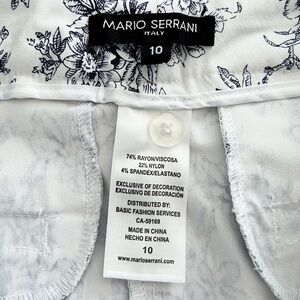 MARIO SERRANI
ITALY
10
74% RAYON/VISCOSA
22% NYLON
4% SPANDEX/ELASTANO
EXCLUSIVE OF DECORATION
EXCLUSIVO DE DECORACIÓN
DISTRIBUTED BY:
BASIC FASHION SERVICES
CA-59169
MADE IN CHINA
HECHO EN CHINA
10
www.marioserrani.com